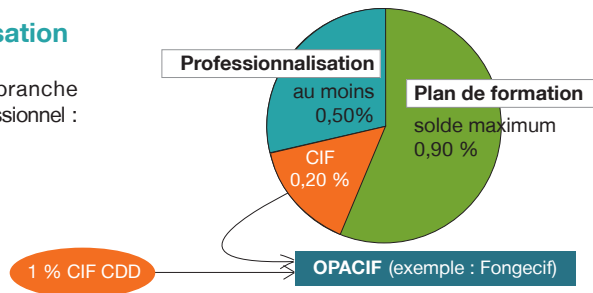 sation
branche
ssionnel :
Professionnalisation
au moins
0,50%
Plan de formation
solde maximum
0,90 %
CIF
0,20 %
1 % CIF CDD
OPACIF (exemple : Fongecif)